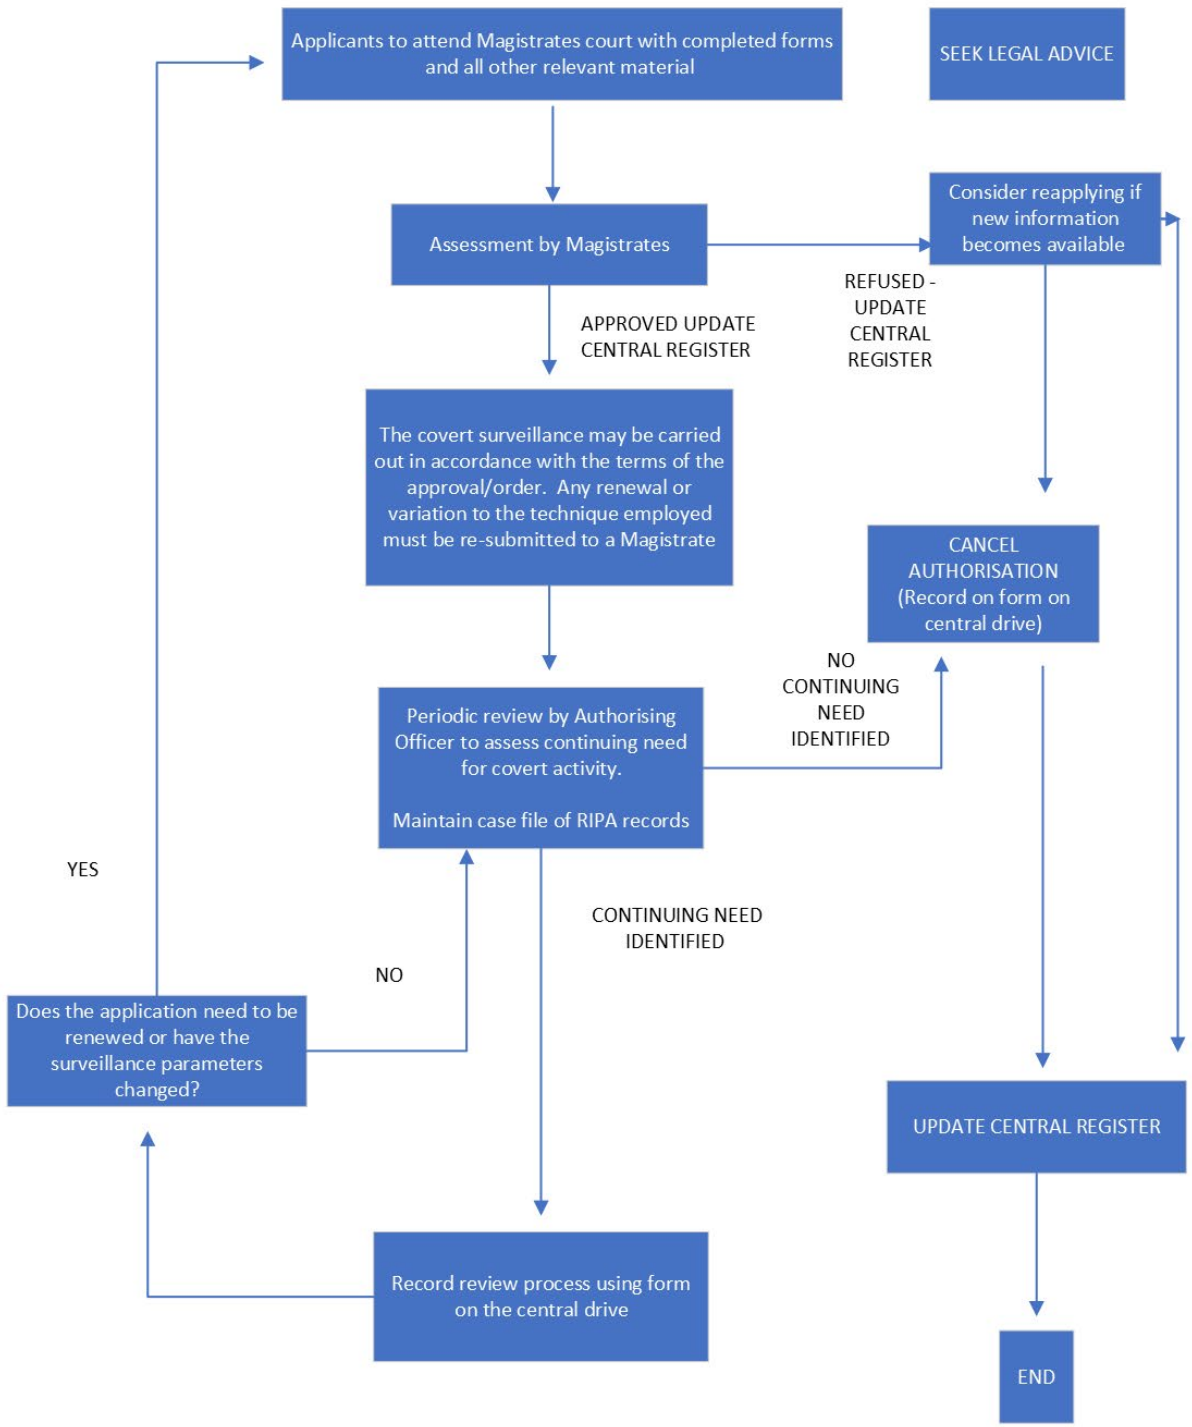 Applicants to attend Magistrates court with completed forms
and all other relevant material
SEEK LEGAL ADVICE
Consider reapplying if
new information
becomes available
Assessment by Magistrates
REFUSED -
UPDATE
CENTRAL
REGISTER
APPROVED UPDATE
CENTRAL REGISTER
The covert surveillance may be carried
out in accordance with the terms of the
approval/order.  Any renewal or
variation to the technique employed
must be re-submitted to a Magistrate
CANCEL
AUTHORISATION
(Record on form on
central drive)
NO
CONTINUING
NEED
IDENTIFIED
Periodic review by Authorising
Officer to assess continuing need
for covert activity.
Maintain case file of RIPA records
YES
CONTINUING NEED
IDENTIFIED
NO
Does the application need to be
renewed or have the
surveillance parameters
changed?
UPDATE CENTRAL REGISTER
Record review process using form
on the central drive
END